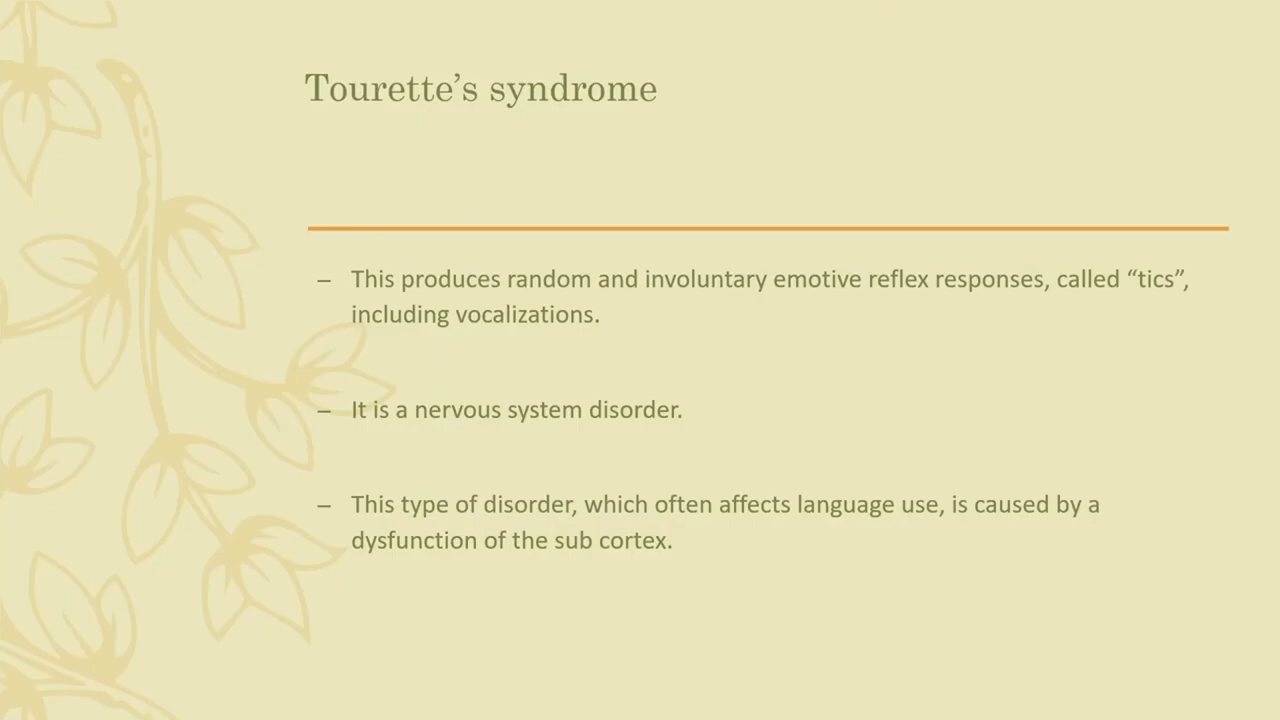 Tourette’s syndrome
– This produces random and involuntary emotive reflex responses, called “tics”,
including vocalizations.
– It is a nervous system disorder.
– This type of disorder, which often affects language use, is caused by a
dysfunction of the sub cortex.